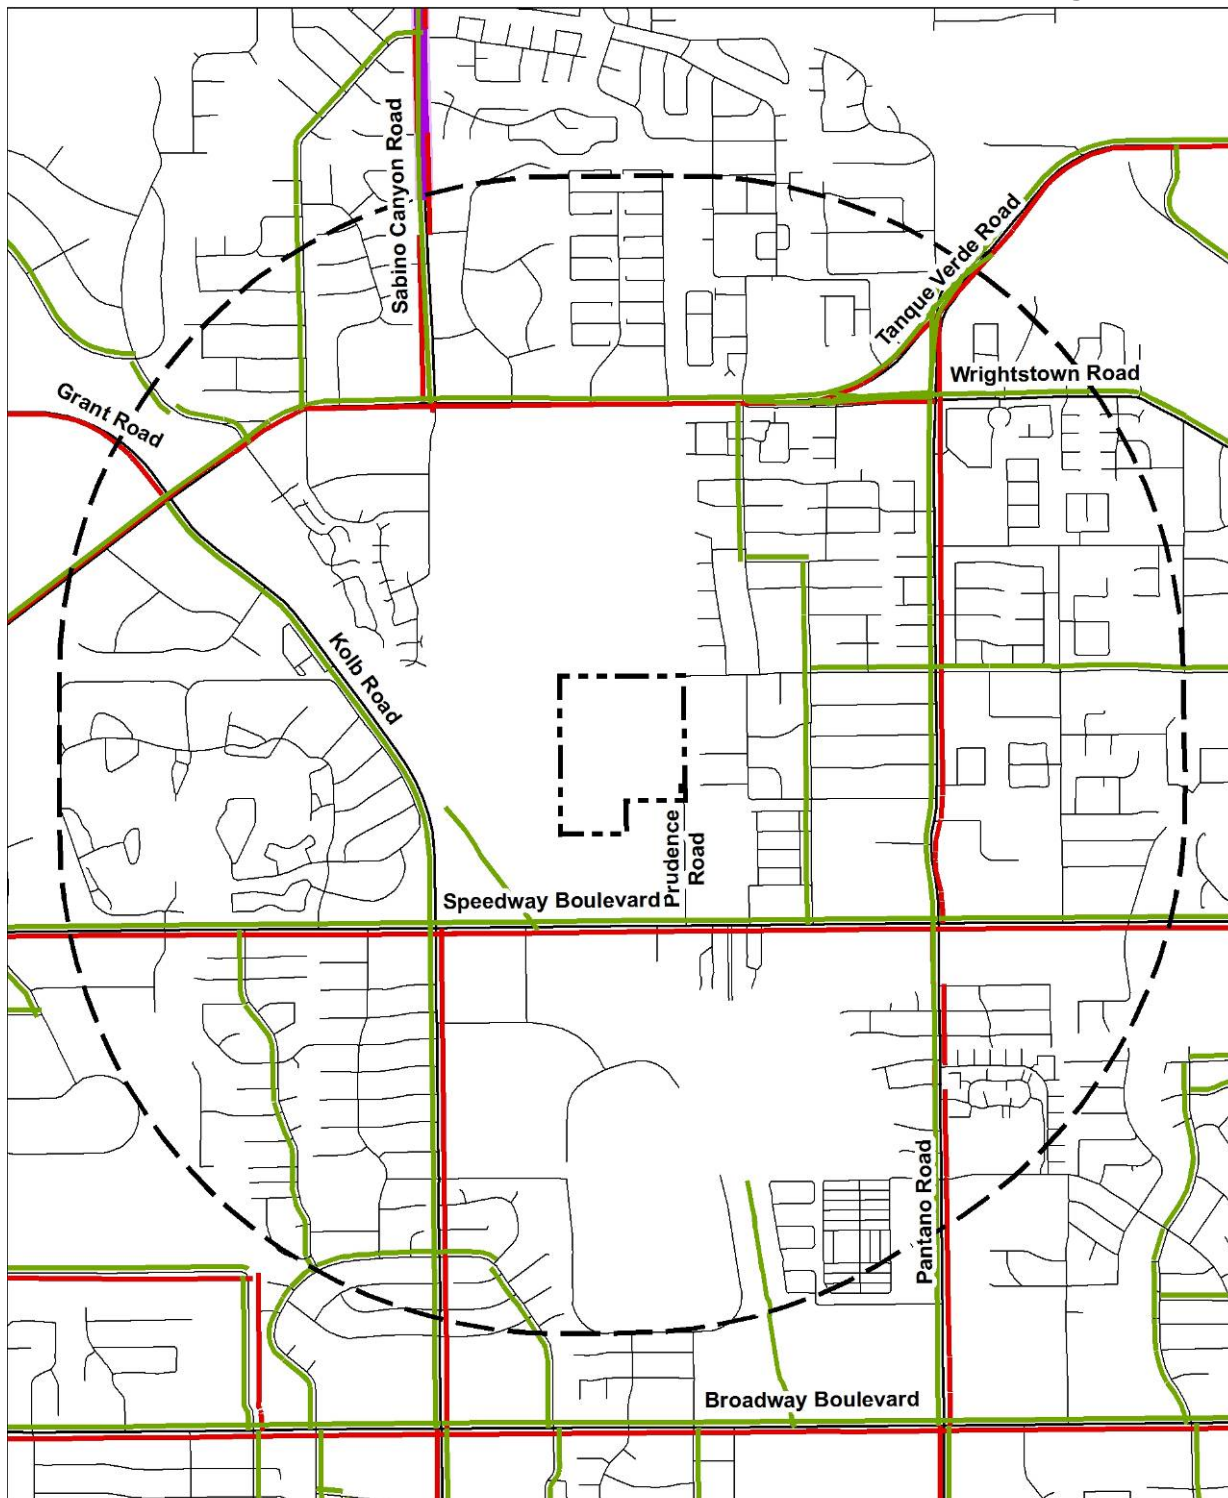 Sabino Canyon Road
Tanque Verde Road
Wrightstown Road
Grant Road
Kolb Road
Prudence
Road
Speedway Boulevard
Pantano Road
Broadway Boulevard